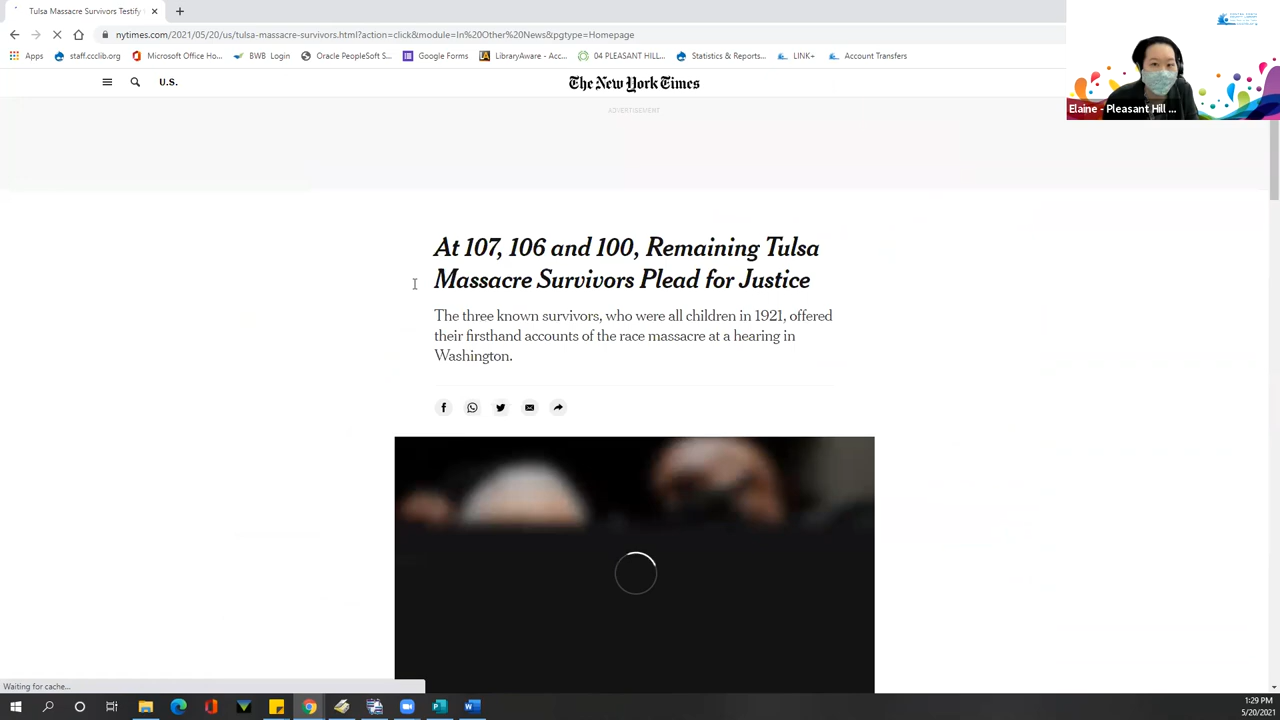 Tulsa Massacre Survivors Testify
nytimes.com/2021/05/20/us/tulsa-massacre-survivors.html?
click&module=in%20Other%20
gtype=Homepage
Apps
staff.ccclib.org
Microsoft Office Ho...
BWB Login
Oracle PeopleSoft S...
Google Forms
LibraryAware - Acc...
04 PLEASANT HILL...
Statistics & Reports...
LINK+
Account Transfers
U.S.
The New York Times
ADVERTISEMENT
Elaine - Pleasant Hill ...
At 107, 106 and 100, Remaining Tulsa
Massacre Survivors Plead for Justice
The three known survivors, who were all children in 1921, offered
their firsthand accounts of the race massacre at a hearing in
Washington.
Waiting for cache...
1:29 PM
5/20/2021